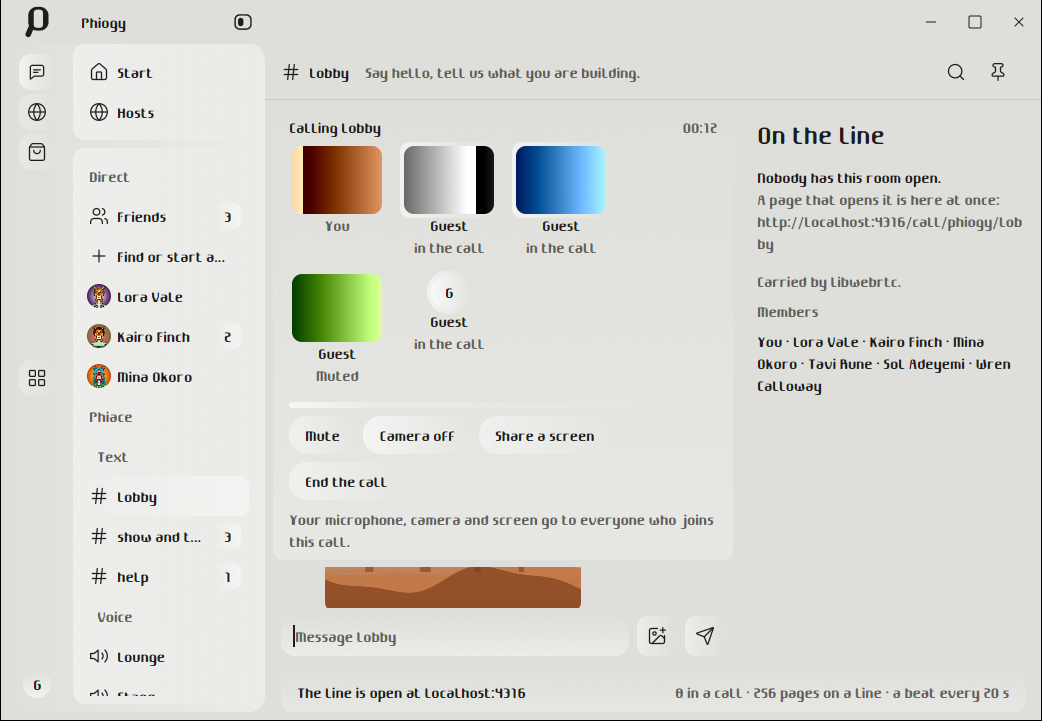 Phiogy
Start
Hosts
Direct
Friends 3
Find or start a...
Lora Vale
Kairo Finch 2
Mina Okoro
Phiace
Text
Lobby
show and t... 3
help 1
Voice
Lounge
G
# Lobby Say hello, tell us what you are building.
Calling Lobby 00:12
You
Guest
in the call
Guest
in the call
Guest
Muted
G
Guest
in the call
Mute
Camera off
Share a screen
End the call
Your microphone, camera and screen go to everyone who joins
this call.
Message Lobby
On the Line
Nobody has this room open.
A page that opens it is here at once:
http://localhost:4316/call/phiogy/lob
by
Carried by libwebrtc.
Members
You · Lora Vale · Kairo Finch · Mina
Okoro · Tavi Rune · Sol Adeyemi · Wren
Calloway
The Line is open at localhost:4316
0 in a call · 256 pages on a line · a beat every 20 s